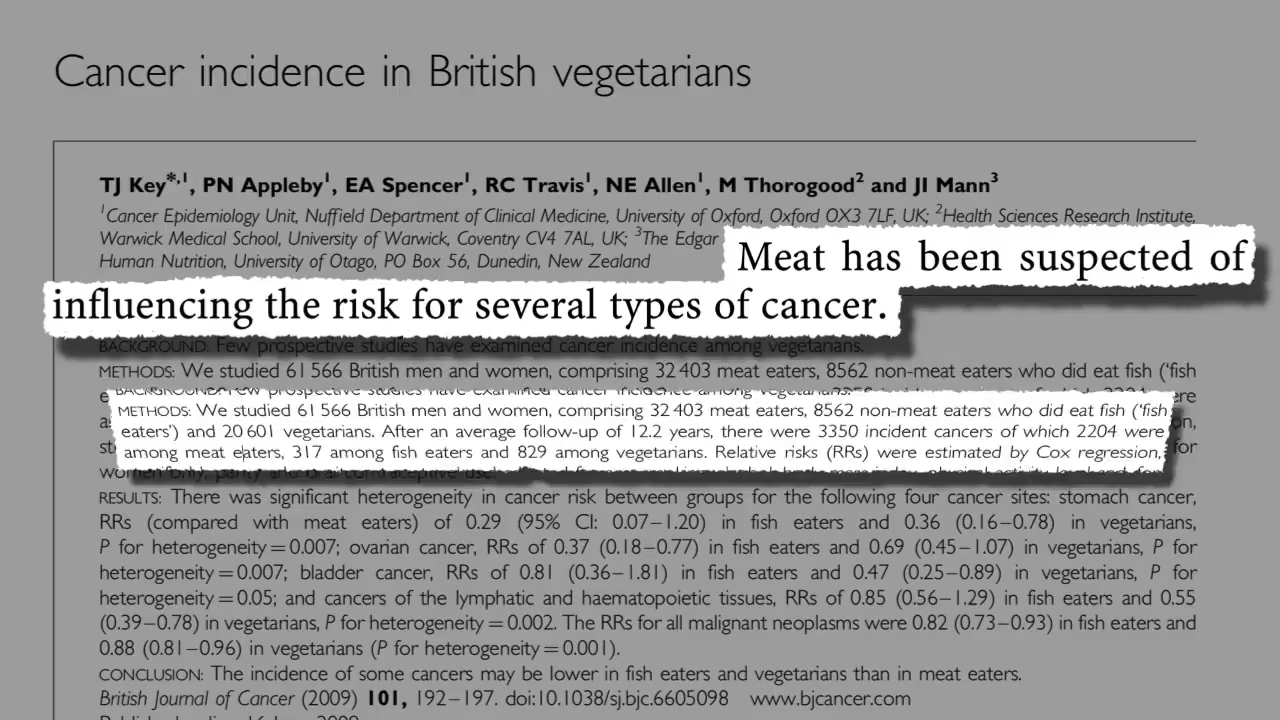 Cancer incidence in British vegetarians
TJ Key*,1, PN Appleby1, EA Spencer1, RC Travis1, NE Allen1, M Thorogood2 and JI Mann3
1Cancer Epidemiology Unit, Nuffield Department of Clinical Medicine, University of Oxford, Oxford OX3 7LF, UK; 2Health Sciences Research Institute,
Warwick Medical School, University of Warwick, Coventry CV4 7AL, UK; 3The Edgar
Human Nutrition, University of Otago, PO Box 56, Dunedin, New Zealand
Meat has been suspected of
influencing the risk for several types of cancer.
BACKGROUND: Few prospective studies have examined cancer incidence among vegetarians.
METHODS: We studied 61 566 British men and women, comprising 32 403 meat eaters, 8562 non-meat eaters who did eat fish ('fish
METHODS: We studied 61 566 British men and women, comprising 32 403 meat eaters, 8562 non-meat eaters who did eat fish ('fish
eaters') and 20 601 vegetarians. After an average follow-up of 12.2 years, there were 3350 incident cancers of which 2204 were
among meat eaters, 317 among fish eaters and 829 among vegetarians. Relative risks (RRs) were estimated by Cox regression,
for
RESULTS: There was significant heterogeneity in cancer risk between groups for the following four cancer sites: stomach cancer,
RRs (compared with meat eaters) of 0.29 (95% CI: 0.07–1.20) in fish eaters and 0.36 (0.16–0.78) in vegetarians,
P for heterogeneity = 0.007; ovarian cancer, RRs of 0.37 (0.18–0.77) in fish eaters and 0.69 (0.45–1.07) in vegetarians, P for
heterogeneity = 0.007; bladder cancer, RRs of 0.81 (0.36–1.81) in fish eaters and 0.47 (0.25–0.89) in vegetarians, P for
heterogeneity = 0.05; and cancers of the lymphatic and haematopoietic tissues, RRs of 0.85 (0.56–1.29) in fish eaters and 0.55
(0.39–0.78) in vegetarians, P for heterogeneity = 0.002. The RRs for all malignant neoplasms were 0.82 (0.73–0.93) in fish eaters and
0.88 (0.81–0.96) in vegetarians (P for heterogeneity = 0.001).
CONCLUSION: The incidence of some cancers may be lower in fish eaters and vegetarians than in meat eaters.
British Journal of Cancer (2009) 101, 192–197. doi:10.1038/sj.bjc.6605098 www.bjcancer.com